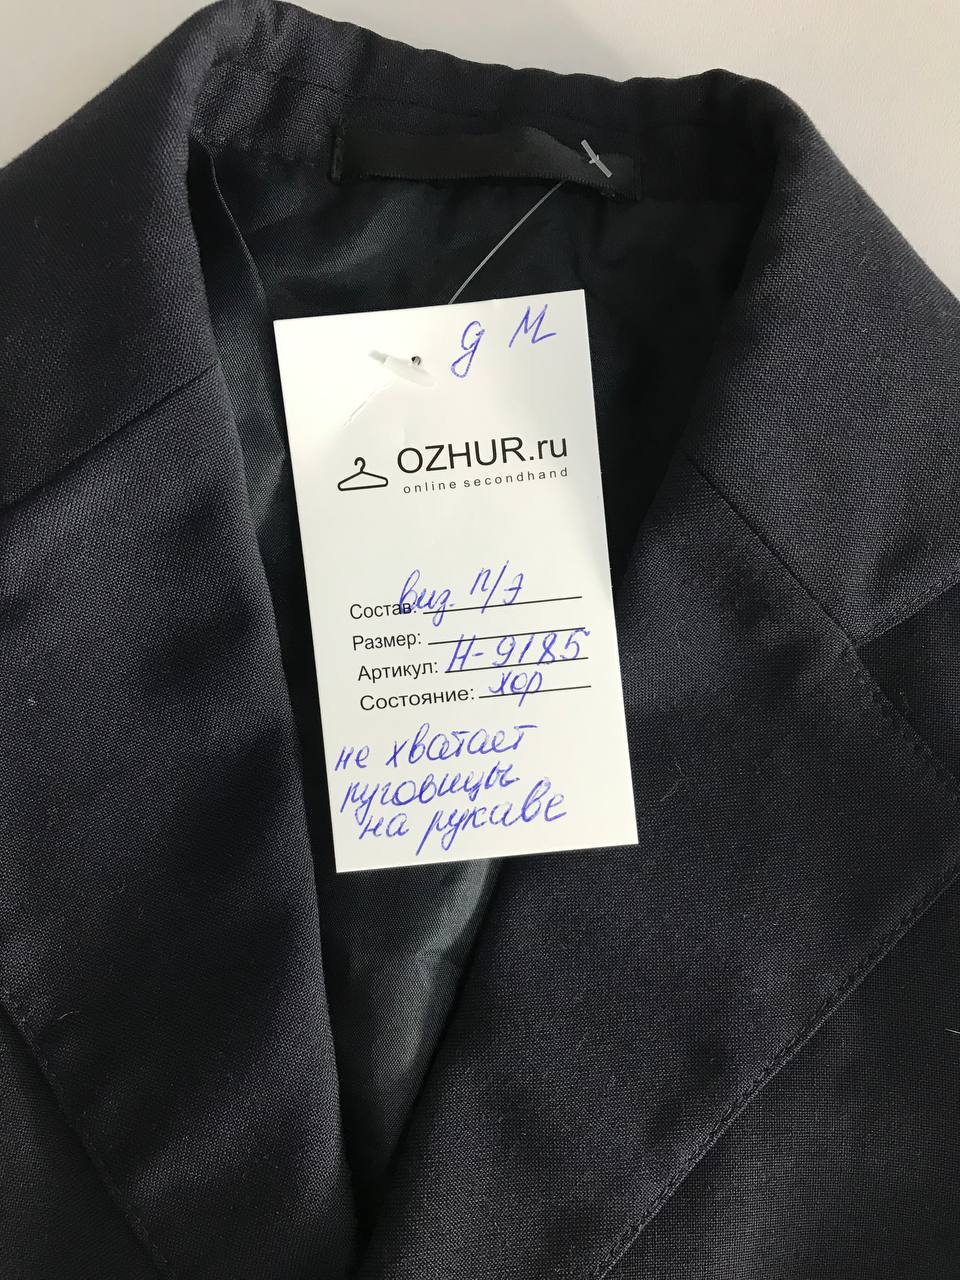 д М
OZHUR.ru
online secondhand
Состав: виз. п/э
Размер:
Артикул: Н-9185
Состояние: хор
не хватает
пуговицы
на рукаве